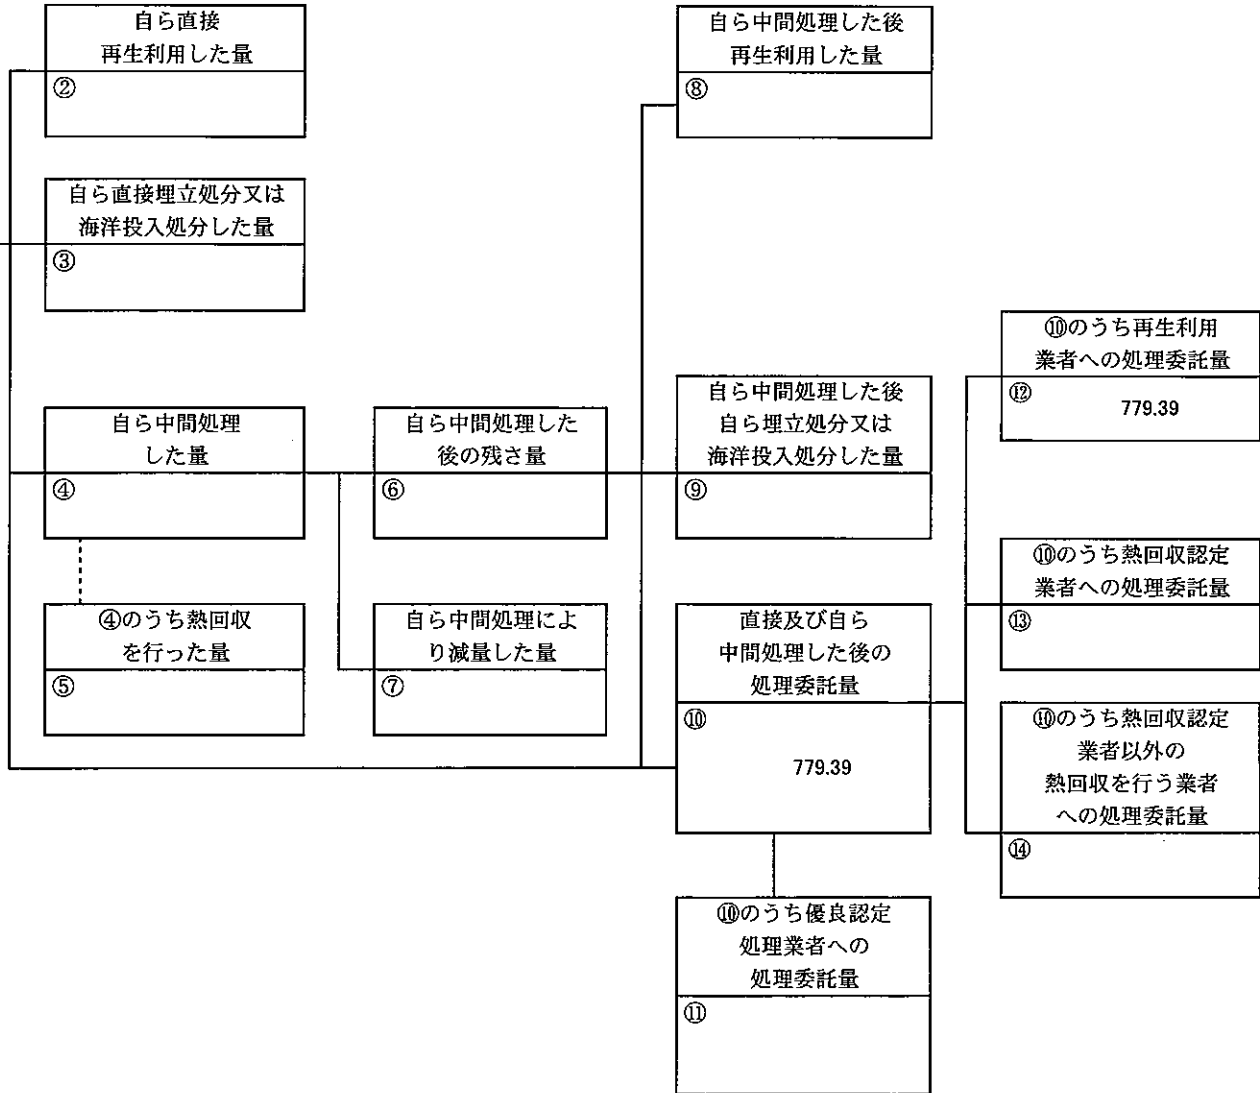 自ら直接
再生利用した量
②
自ら中間処理した後
再生利用した量
⑧
自ら直接埋立処分又は
海洋投入処分した量
③
⑩のうち再生利用
業者への処理委託量
⑫
779.39
自ら中間処理
した量
④
自ら中間処理した
後の残さ量
⑥
自ら中間処理した後
自ら埋立処分又は
海洋投入処分した量
⑨
⑩のうち熱回収認定
業者への処理委託量
⑬
④のうち熱回収
を行った量
⑤
自ら中間処理によ
り減量した量
⑦
直接及び自ら
中間処理した後の
処理委託量
⑩
779.39
⑩のうち熱回収認定
業者以外の
熱回収を行う業者
への処理委託量
⑭
⑩のうち優良認定
処理業者への
処理委託量
⑪